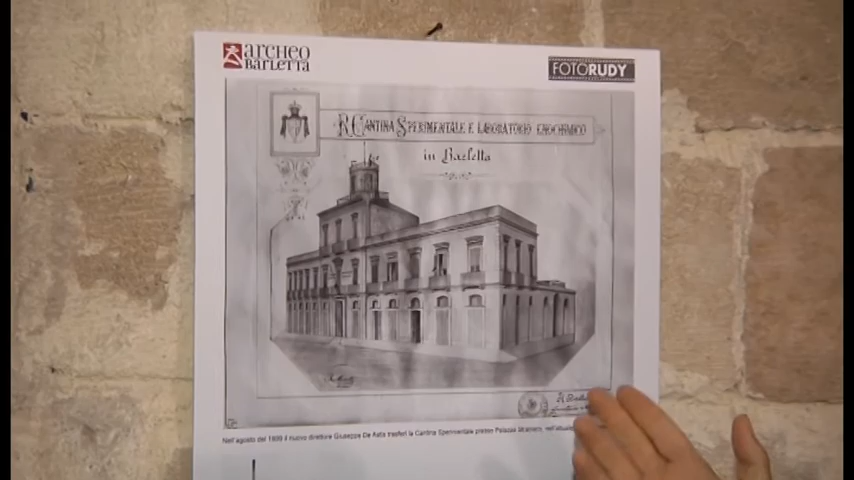 ARCHEO
BARLETTA
FOTORUDY
R. CANTINA SPERIMENTALE E LABORATORIO ENOCHIMICO
in Barletta
Nell'agosto del 1899 il nuovo direttore Giuseppe De Astis trasferì la Cantina Sperimentale presso Palazzo